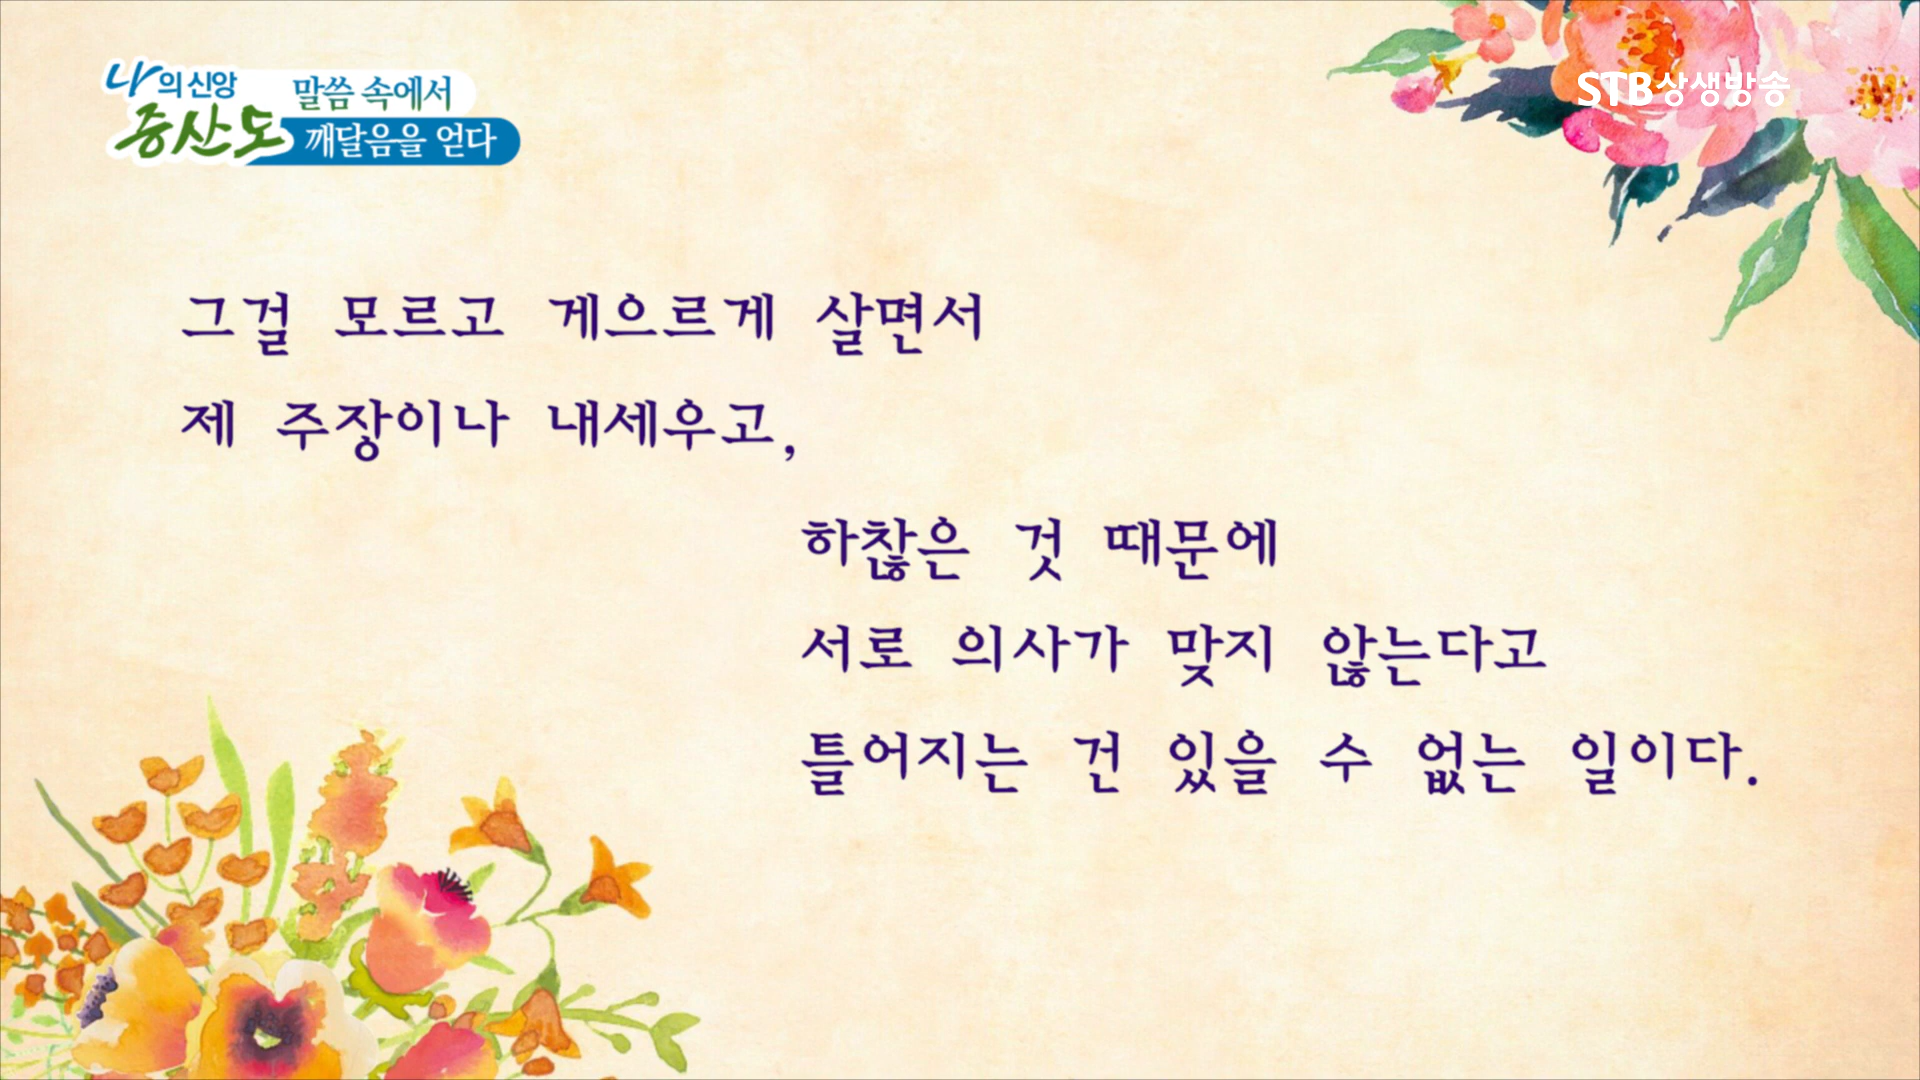 나의 신앙
증산도
말씀 속에서
깨달음을 얻다
STB상생방송
그걸 모르고 게으르게 살면서
제 주장이나 내세우고,
하찮은 것 때문에
서로 의사가 맞지 않는다고
틀어지는 건 있을 수 없는 일이다.